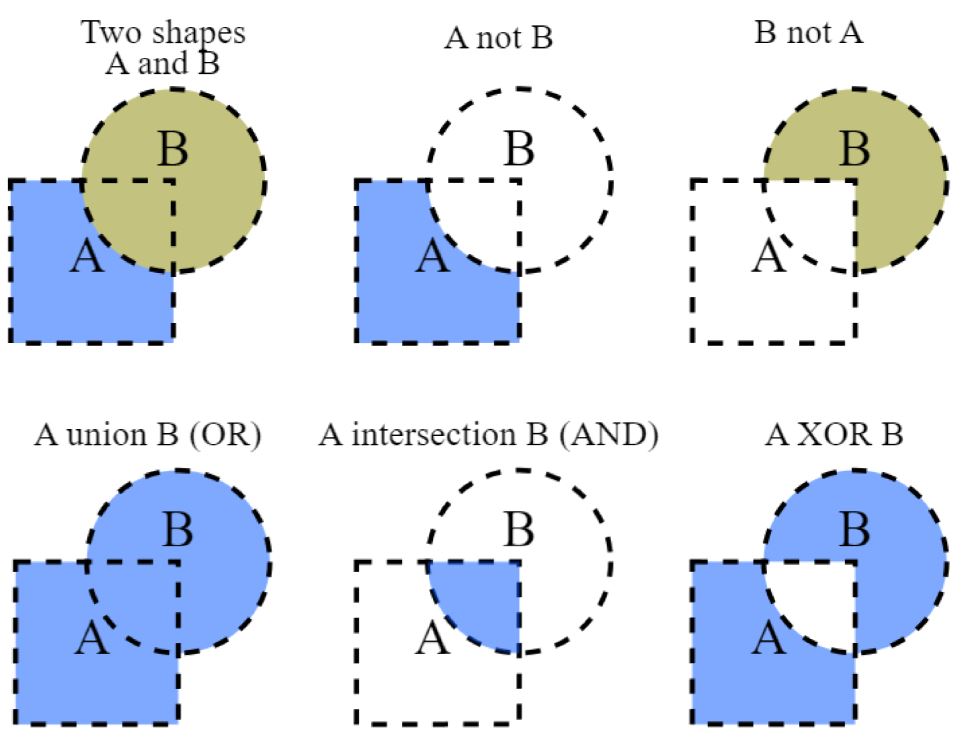 Two shapes
A and B
A not B
B not A
B
A
B
A
B
A
A union B (OR)
A intersection B (AND)
A XOR B
B
A
B
A
B
A